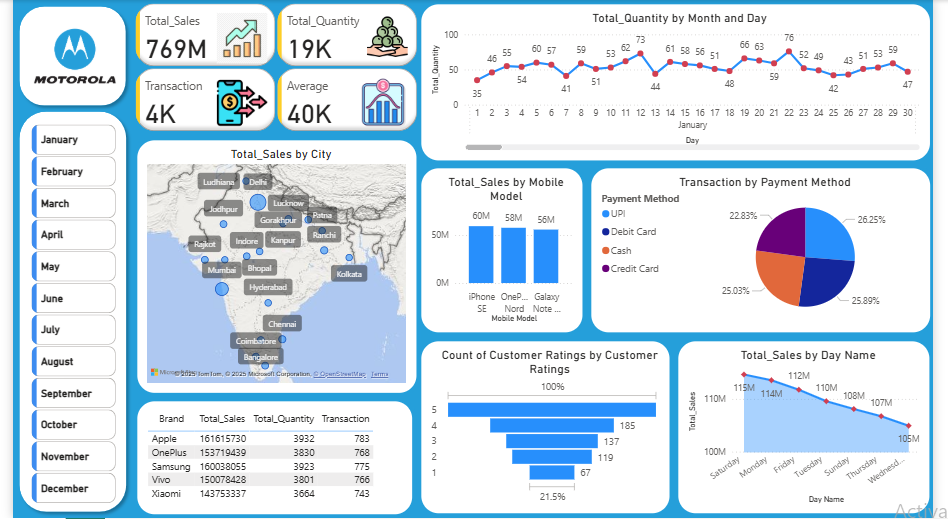 MOTOROLA
Total_Sales
769M
Total_Quantity
19K
Transaction
4K
Average
40K
January
February
March
April
May
June
July
August
September
October
November
December
Total_Sales by City
Ludhiana
Delhi
Jodhpur
Lucknow
Gorakhpur
Patna
Rajkot
Indore
Kanpur
Ranchi
Mumbai
Bhopal
Kolkata
Hyderabad
Chennai
Coimbatore
Bangalore
© 2025 TomTom, © 2025 Microsoft Corporation, © OpenStreetMap Terms
Brand Total_Sales Total_Quantity Transaction
Apple 161615730 3932 783
OnePlus 153719439 3830 768
Samsung 160038055 3923 775
Vivo 150078428 3801 766
Xiaomi 143753337 3664 743
Total_Quantity by Month and Day
Total_Quantity
100
50
0
35 46 55 54 60 57 41 59 51 53 62 73 44 61 58 56 51 48 66 63 59 76 52 49 42 43 51 53 59 47
1 2 3 4 5 6 7 8 9 10 11 12 13 14 15 16 17 18 19 20 21 22 23 24 25 26 27 28 29 30
January
Day
Total_Sales by Mobile
Model
60M 58M 56M
50M
0M
iPhone SE
OneP... Nord
Galaxy Note ...
Mobile Model
Transaction by Payment Method
Payment Method
UPI
Debit Card
Cash
Credit Card
22.83%
26.25%
25.03%
25.89%
Count of Customer Ratings by Customer
Ratings
100%
5
4 185
3 137
2 119
1 67
21.5%
Total_Sales by Day Name
Total_Sales
110M
100M
115M 114M 112M 110M 108M 107M 105M
Saturday Monday Friday Tuesday Sunday Thursday Wednesd...
Day Name
Activa